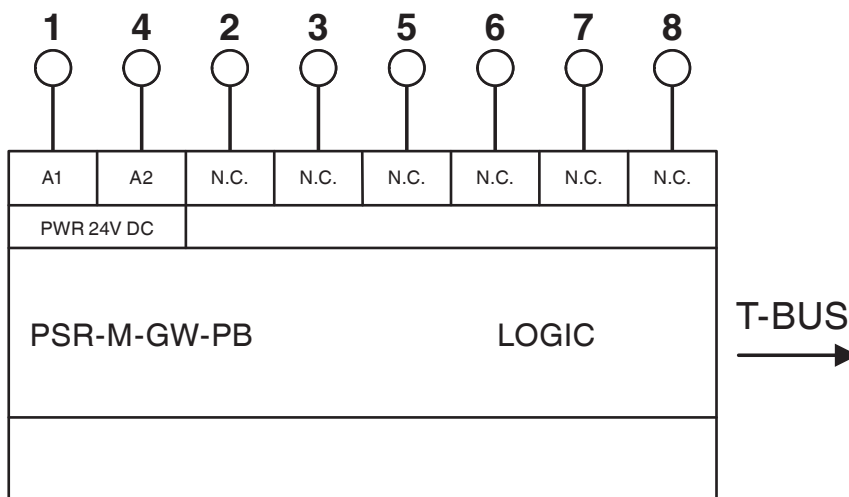 1 4 2 3 5 6 7 8
A1 A2 N.C. N.C. N.C. N.C. N.C. N.C.
PWR 24V DC
PSR-M-GW-PB LOGIC
T-BUS